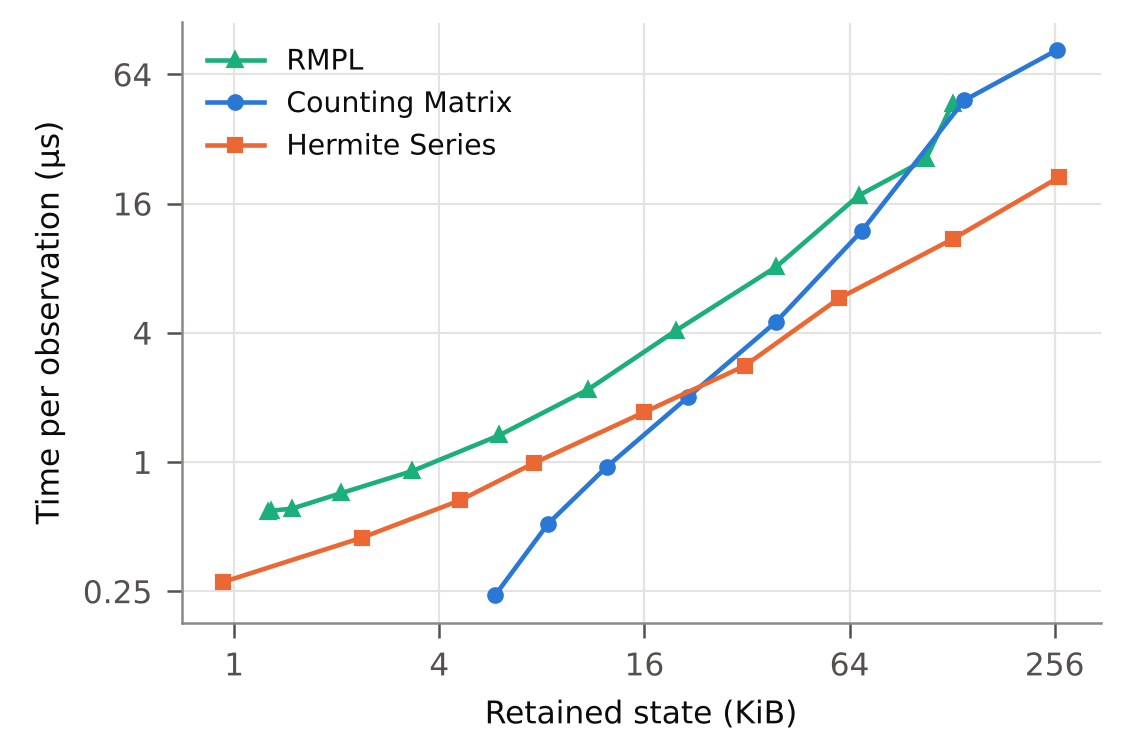 RMPL
Counting Matrix
Hermite Series
64
16
4
1
0.25
Time per observation (µs)
1 4 16 64 256
Retained state (KiB)